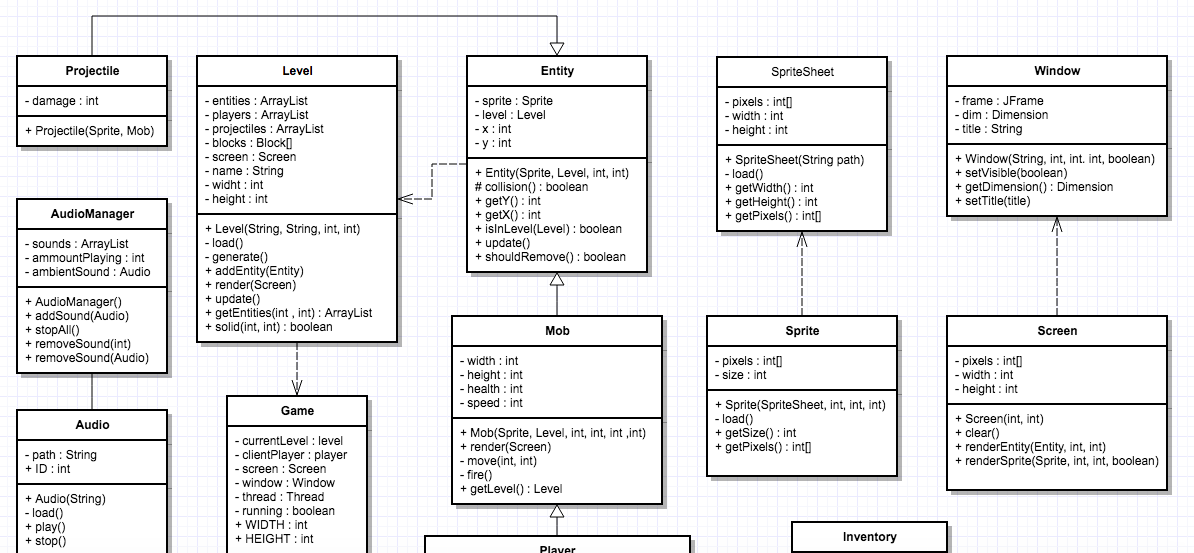 Projectile
- damage : int
+ Projectile(Sprite, Mob)
Level
- entities : ArrayList
- players : ArrayList
- projectiles : ArrayList
- blocks : Block[]
- screen : Screen
- name : String
- widht : int
- height : int
+ Level(String, String, int, int)
- load()
- generate()
+ addEntity(Entity)
+ render(Screen)
+ update()
+ getEntities(int , int) : ArrayList
+ solid(int, int) : boolean
Entity
- sprite : Sprite
- level : Level
- x : int
- y : int
+ Entity(Sprite, Level, int, int)
# collision() : boolean
+ getY() : int
+ getX() : int
+ isInLevel(Level) : boolean
+ update()
+ shouldRemove() : boolean
SpriteSheet
- pixels : int[]
- width : int
- height : int
+ SpriteSheet(String path)
- load()
+ getWidth() : int
+ getHeight() : int
+ getPixels() : int[]
Window
- frame : JFrame
- dim : Dimension
- title : String
+ Window(String, int, int. int, boolean)
+ setVisible(boolean)
+ getDimension() : Dimension
+ setTitle(title)
AudioManager
- sounds : ArrayList
- ammountPlaying : int
- ambientSound : Audio
+ AudioManager()
+ addSound(Audio)
+ stopAll()
+ removeSound(int)
+ removeSound(Audio)
Mob
- width : int
- height : int
- health : int
- speed : int
+ Mob(Sprite, Level, int, int, int ,int)
+ render(Screen)
- move(int, int)
- fire()
+ getLevel() : Level
Sprite
- pixels : int[]
- size : int
+ Sprite(SpriteSheet, int, int, int)
- load()
+ getSize() : int
+ getPixels() : int[]
Screen
- pixels : int[]
- width : int
- height : int
+ Screen(int, int)
+ clear()
+ renderEntity(Entity, int, int)
+ renderSprite(Sprite, int, int, boolean)
Audio
- path : String
+ ID : int
+ Audio(String)
- load()
+ play()
+ stop()
Game
- currentLevel : level
- clientPlayer : player
- screen : Screen
- window : Window
- thread : Thread
- running : boolean
+ WIDTH : int
+ HEIGHT : int
Player
Inventory